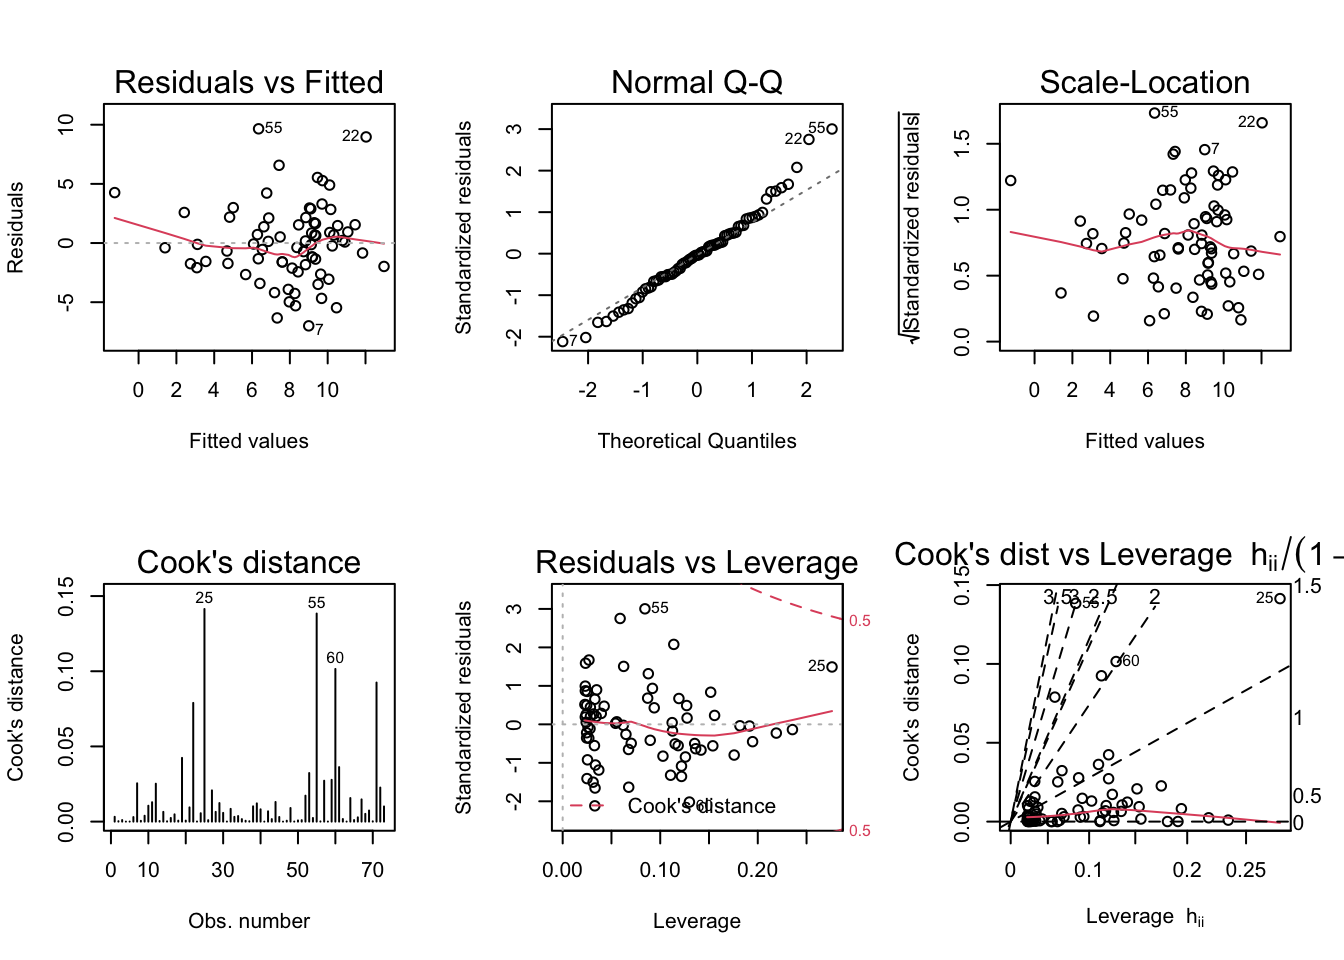 Residuals vs Fitted
10
5
0
-5
Residuals
55
22
7
0 2 4 6 8 10
Fitted values
Normal Q-Q
3
2
1
0
-1
-2
Standardized residuals
55
22
7
-2 -1 0 1 2
Theoretical Quantiles
Scale-Location
1.5
1.0
0.5
0.0
√|Standardized residuals|
55
22
7
0 2 4 6 8 10
Fitted values
Cook's distance
0.15
0.10
0.05
0.00
Cook's distance
25
55
60
0 10 30 50 70
Obs. number
Residuals vs Leverage
3
2
1
0
-1
-2
Standardized residuals
55
25
60
0.5
0.5
Cook's distance
0.00 0.10 0.20
Leverage
Cook's dist vs Leverage hii/(1 −
0.15
0.10
0.05
0.00
Cook's distance
3.5 3 2.5 2
1.5
1
0.5
0
25
55
60
0 0.1 0.2 0.25
Leverage hii